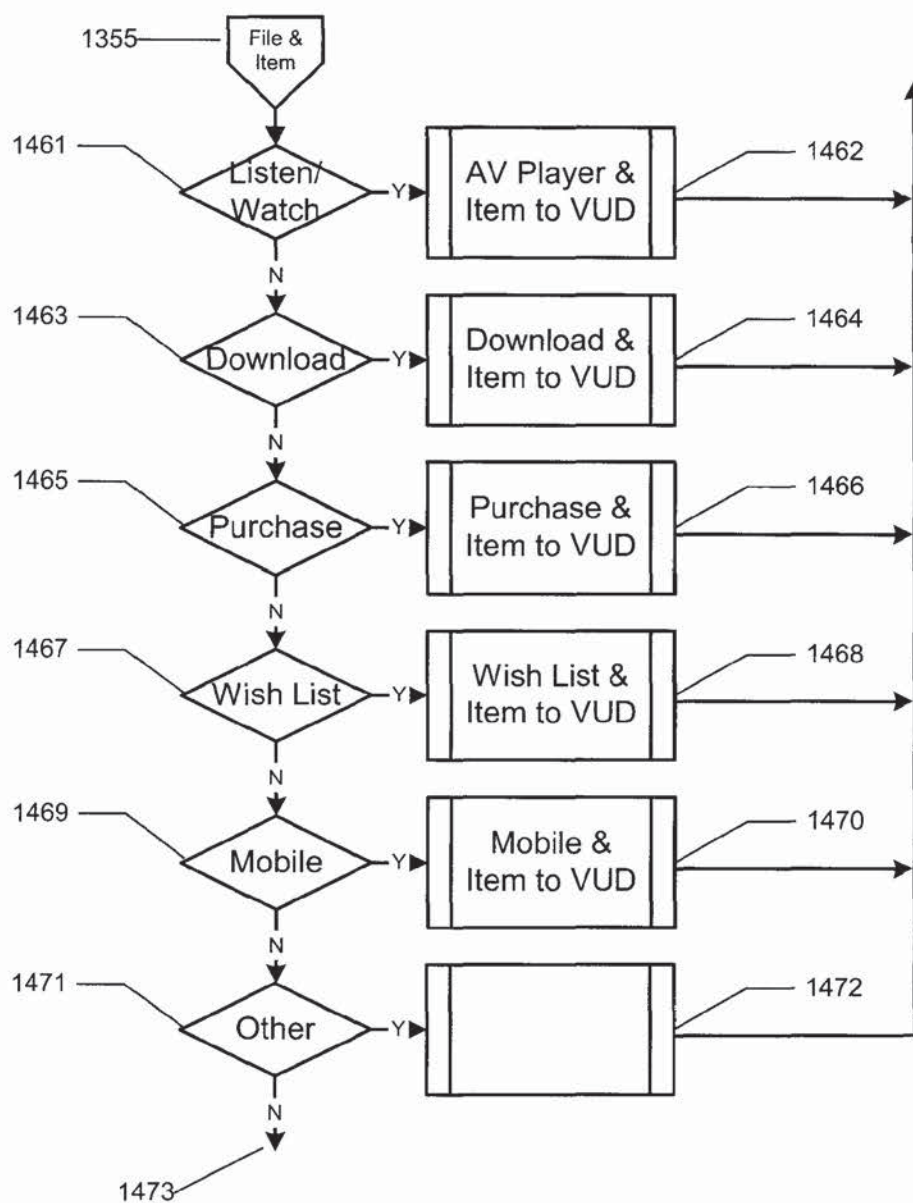 1355
File &
Item
1461
Listen/
Watch
Y
AV Player &
Item to VUD
1462
N
1463
Download
Y
Download &
Item to VUD
1464
N
1465
Purchase
Y
Purchase &
Item to VUD
1466
N
1467
Wish List
Y
Wish List &
Item to VUD
1468
N
1469
Mobile
Y
Mobile &
Item to VUD
1470
N
1471
Other
Y
1472
N
1473